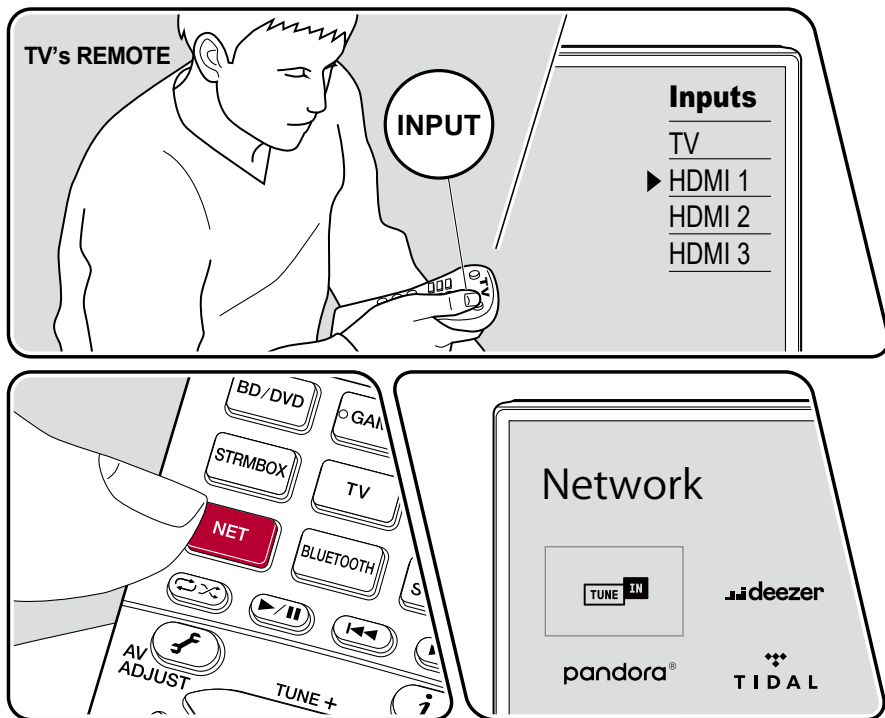 TV's REMOTE
INPUT
TV
Inputs
TV
HDMI 1
HDMI 2
HDMI 3
BD/DVD
STRMBOX
TV
NET
BLUETOOTH
AV
ADJUST
TUNE +
i
Network
TUNE IN
deezer
pandora®
TIDAL